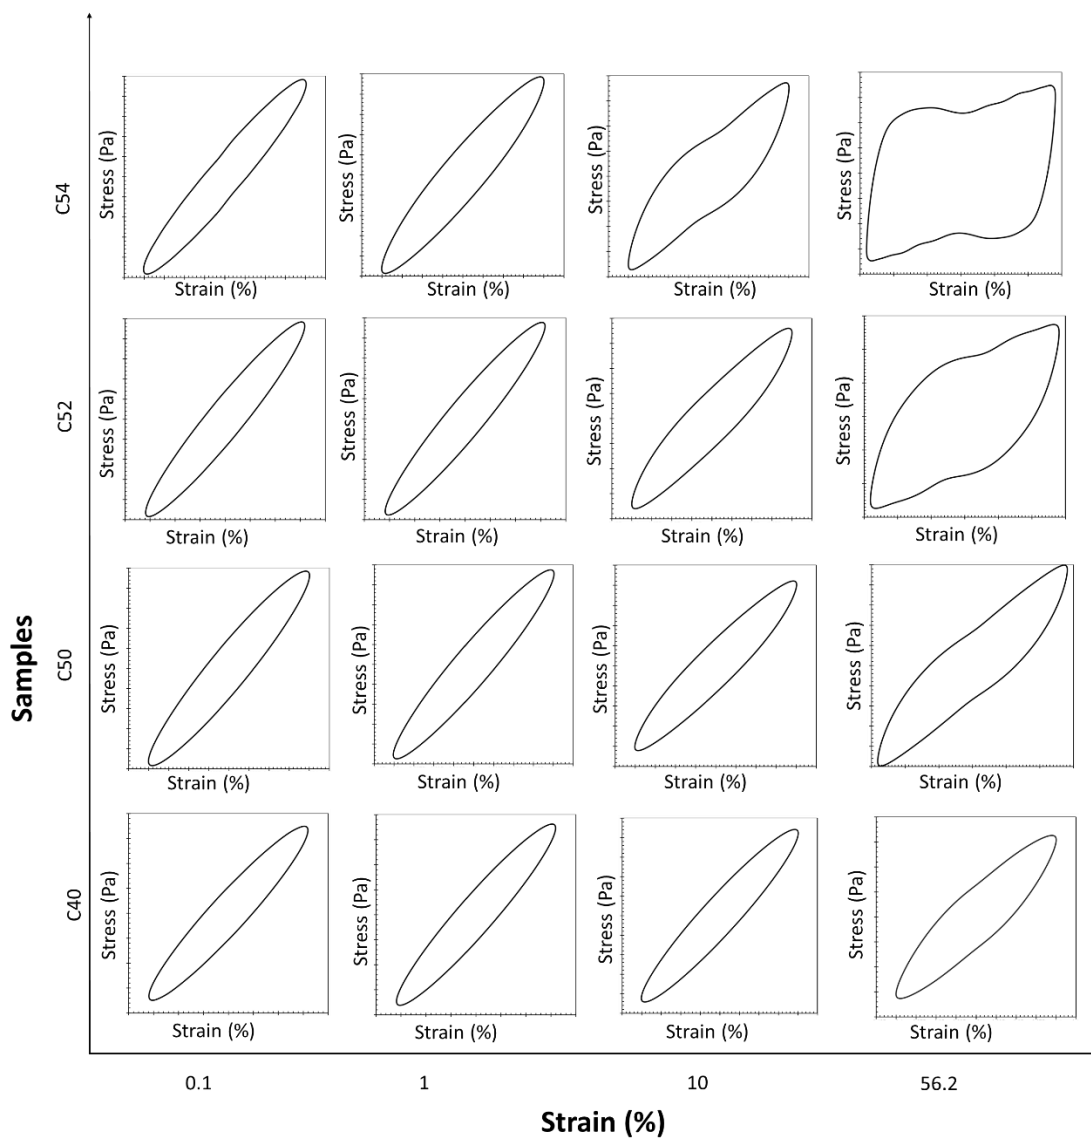 C54
Stress (Pa)
Stress (Pa)
Stress (Pa)
Stress (Pa)
Strain (%)
Strain (%)
Strain (%)
Strain (%)
C52
Stress (Pa)
Stress (Pa)
Stress (Pa)
Stress (Pa)
Strain (%)
Strain (%)
Strain (%)
Strain (%)
Samples
C50
Stress (Pa)
Stress (Pa)
Stress (Pa)
Stress (Pa)
Strain (%)
Strain (%)
Strain (%)
Strain (%)
C40
Stress (Pa)
Stress (Pa)
Stress (Pa)
Stress (Pa)
Strain (%)
Strain (%)
Strain (%)
Strain (%)
0.1
1
10
56.2
Strain (%)